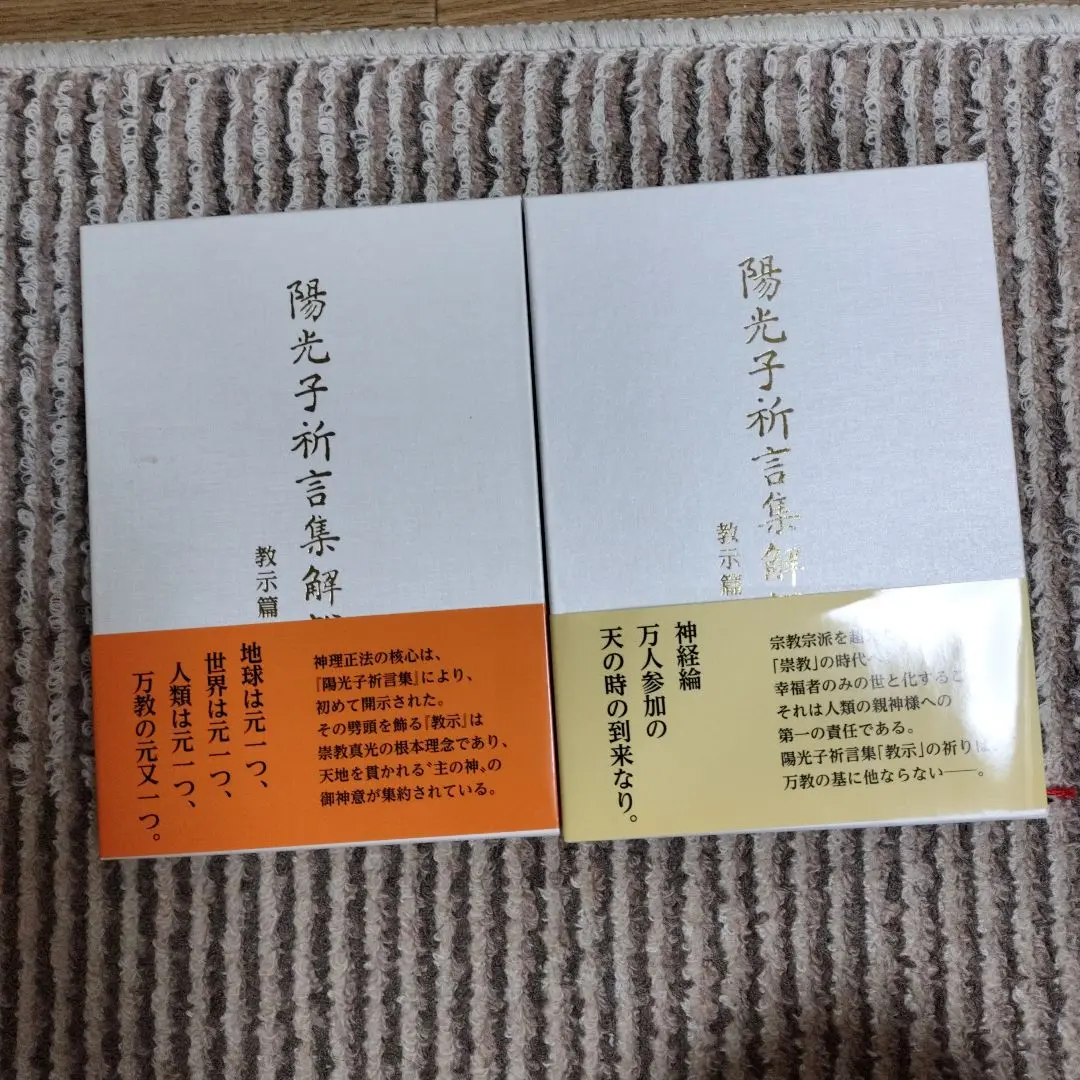 陽光子祈言集解
教示篇
地球は元一つ、
世界は元一つ、
人類は元一つ、
万教の元又一つ。
神理正法の核心は、
『陽光子祈言集』により、
初めて開示された。
その劈頭を飾る『教示』は
崇教真光の根本理念であり、
天地を貫かれる〝主の神〟の
御神意が集約されている。
陽光子祈言集解
教示篇
神経綸
万人参加の
天の時の到来なり。
宗教宗派を超
「崇教」の時代
幸福者のみの世と化するこ
それは人類の親神様への
第一の責任である。
陽光子祈言集「教示」の祈りは、
万教の基に他ならない──。